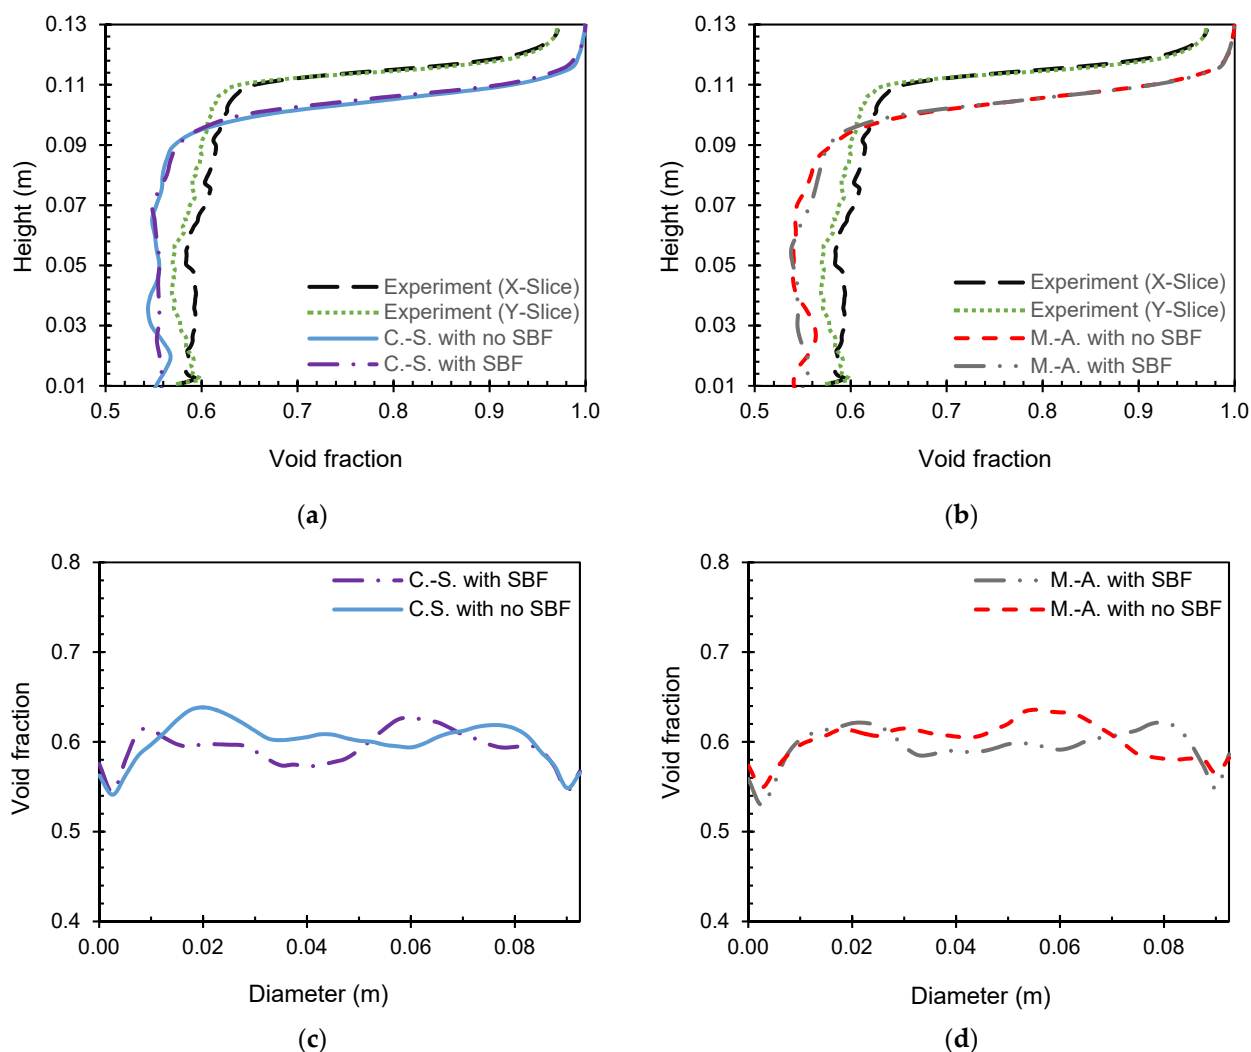 0.13
0.11
0.09
0.07
0.05
0.03
0.01
Height (m)
Experiment (X-Slice)
Experiment (Y-Slice)
C.-S. with no SBF
C.-S. with SBF
0.5 0.6 0.7 0.8 0.9 1.0
Void fraction
(a)
0.13
0.11
0.09
0.07
0.05
0.03
0.01
Height (m)
Experiment (X-Slice)
Experiment (Y-Slice)
M.-A. with no SBF
M.-A. with SBF
0.5 0.6 0.7 0.8 0.9 1.0
Void fraction
(b)
0.8
0.7
0.6
0.5
0.4
Void fraction
C.-S. with SBF
C.S. with no SBF
0.00 0.02 0.04 0.06 0.08
Diameter (m)
(c)
0.8
0.7
0.6
0.5
0.4
Void fraction
M.-A. with SBF
M.-A. with no SBF
0.00 0.02 0.04 0.06 0.08
Diameter (m)
(d)